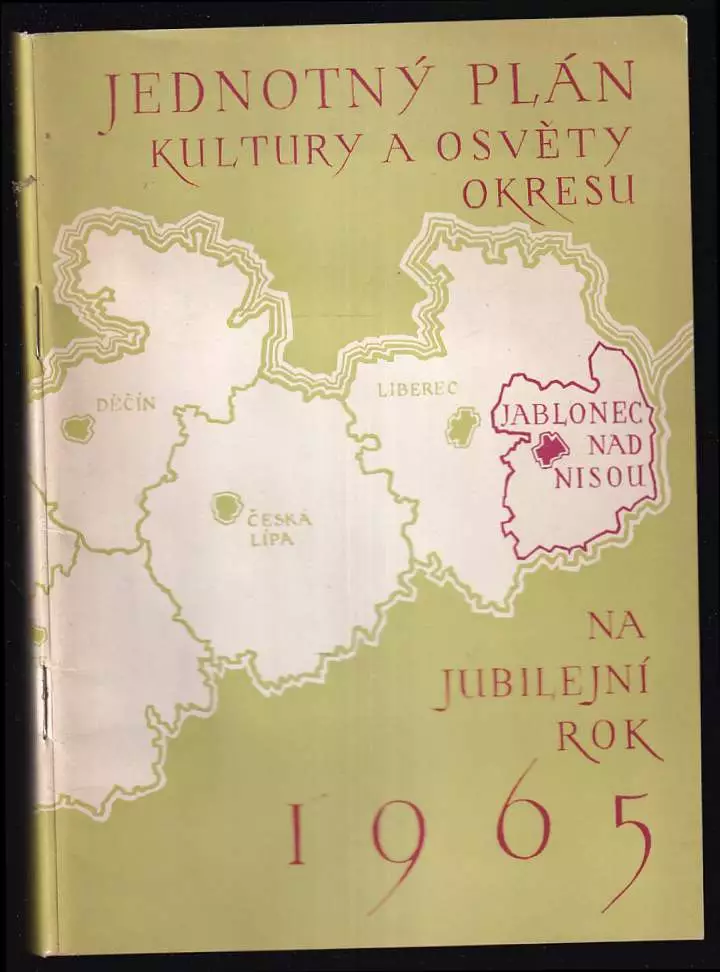 JEDNOTNÝ PLÁN
KULTURY A OSVĚTY
OKRESU
DĚČÍN
LIBEREC
JABLONEC
NAD
NISOU
ČESKÁ
LÍPA
NA
JUBILEJNÍ
ROK
1965